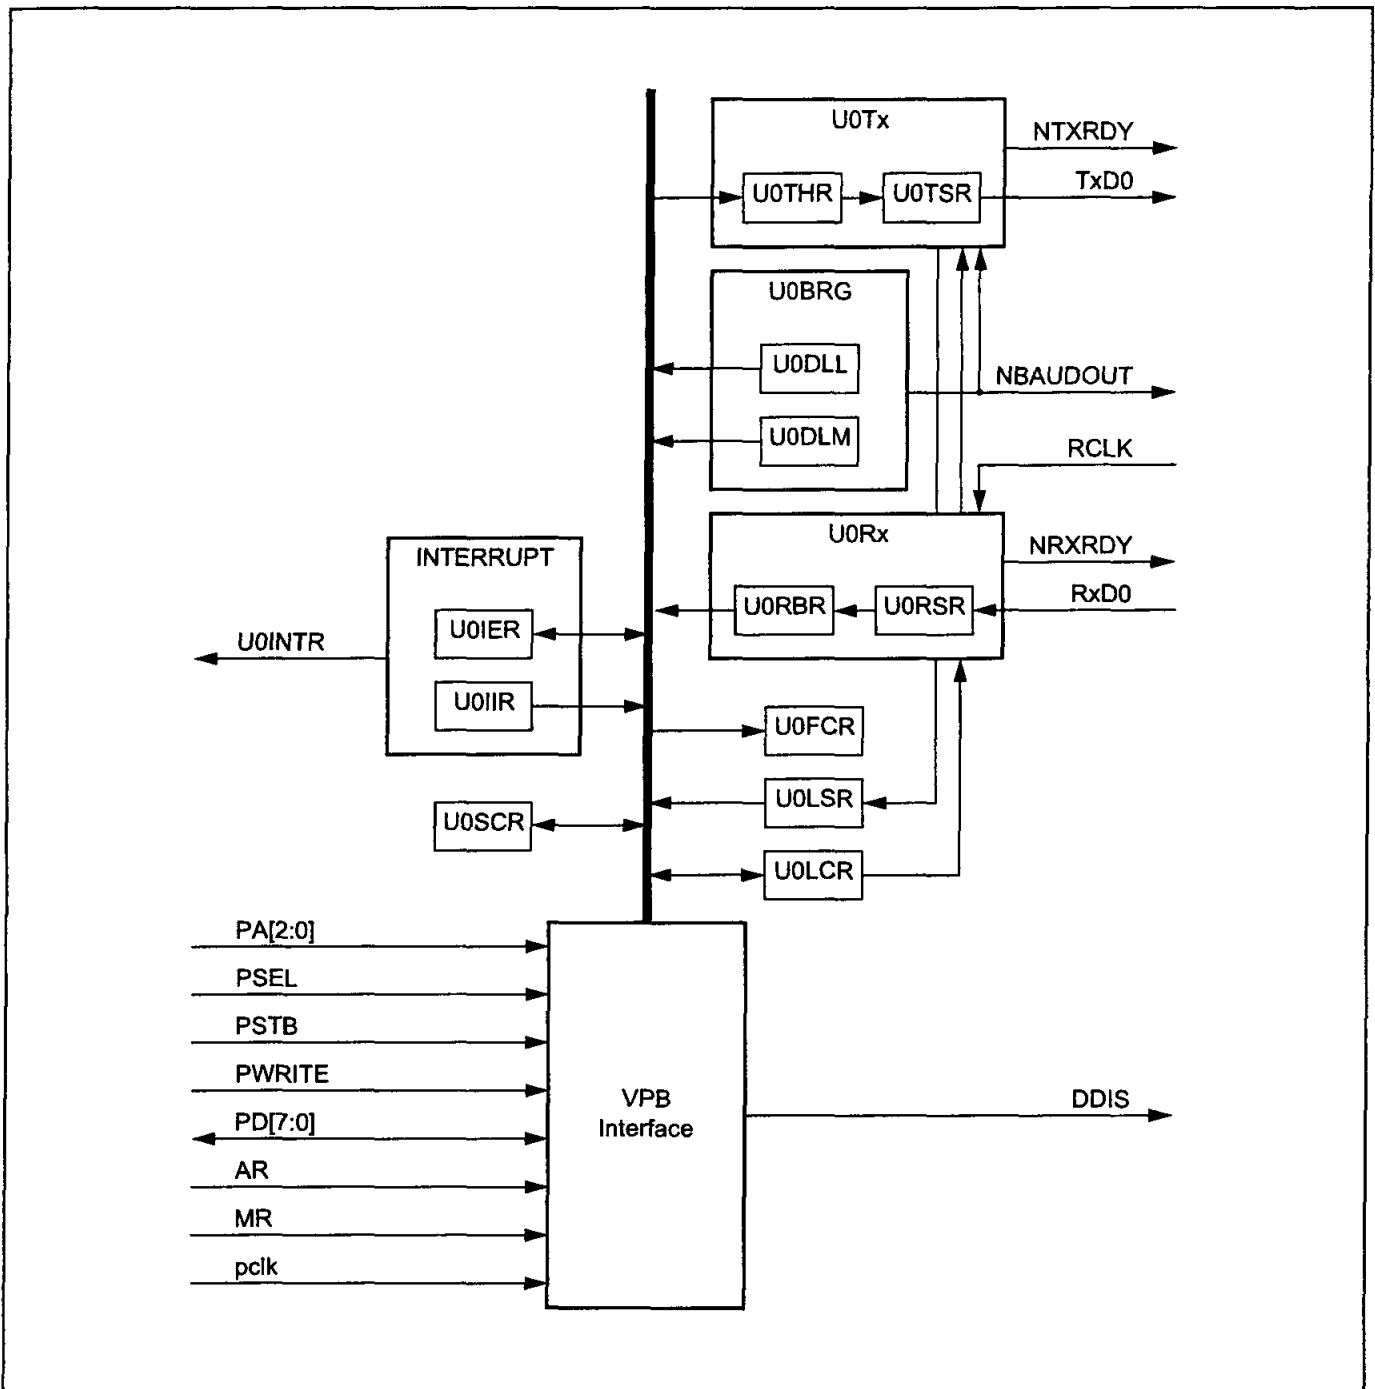 U0Tx
NTXRDY
U0THR
U0TSR
TxD0
U0BRG
U0DLL
NBAUDOUT
U0DLM
RCLK
U0Rx
INTERRUPT
NRXRDY
U0RBR
U0RSR
RxD0
U0IER
U0INTR
U0IIR
U0FCR
U0LSR
U0SCR
U0LCR
PA[2:0]
PSEL
PSTB
PWRITE
VPB
Interface
DDIS
PD[7:0]
AR
MR
pclk